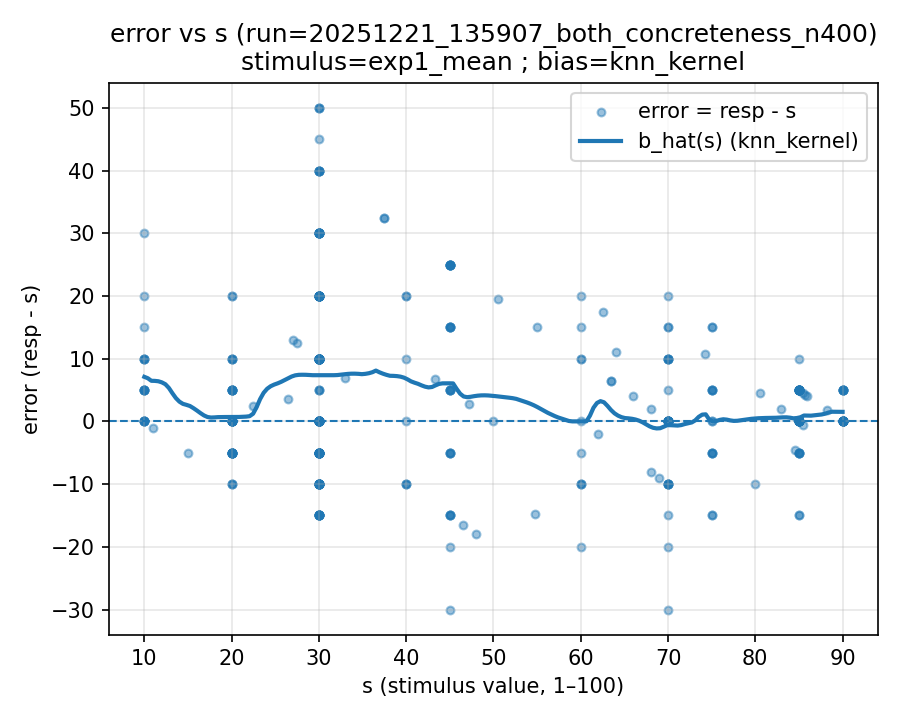 error vs s (run=20251221_135907_both_concreteness_n400)
stimulus=exp1_mean ; bias=knn_kernel
error = resp - s
b_hat(s) (knn_kernel)
error (resp - s)
50
40
30
20
10
0
−10
−20
−30
10 20 30 40 50 60 70 80 90
s (stimulus value, 1–100)